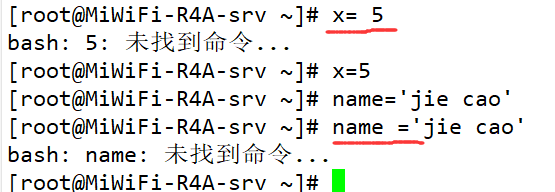 [root@MiWiFi-R4A-srv ~]# x= 5
bash: 5: 未找到命令...
[root@MiWiFi-R4A-srv ~]# x=5
[root@MiWiFi-R4A-srv ~]# name='jie cao'
[root@MiWiFi-R4A-srv ~]# name ='jie cao'
bash: name: 未找到命令...
[root@MiWiFi-R4A-srv ~]#